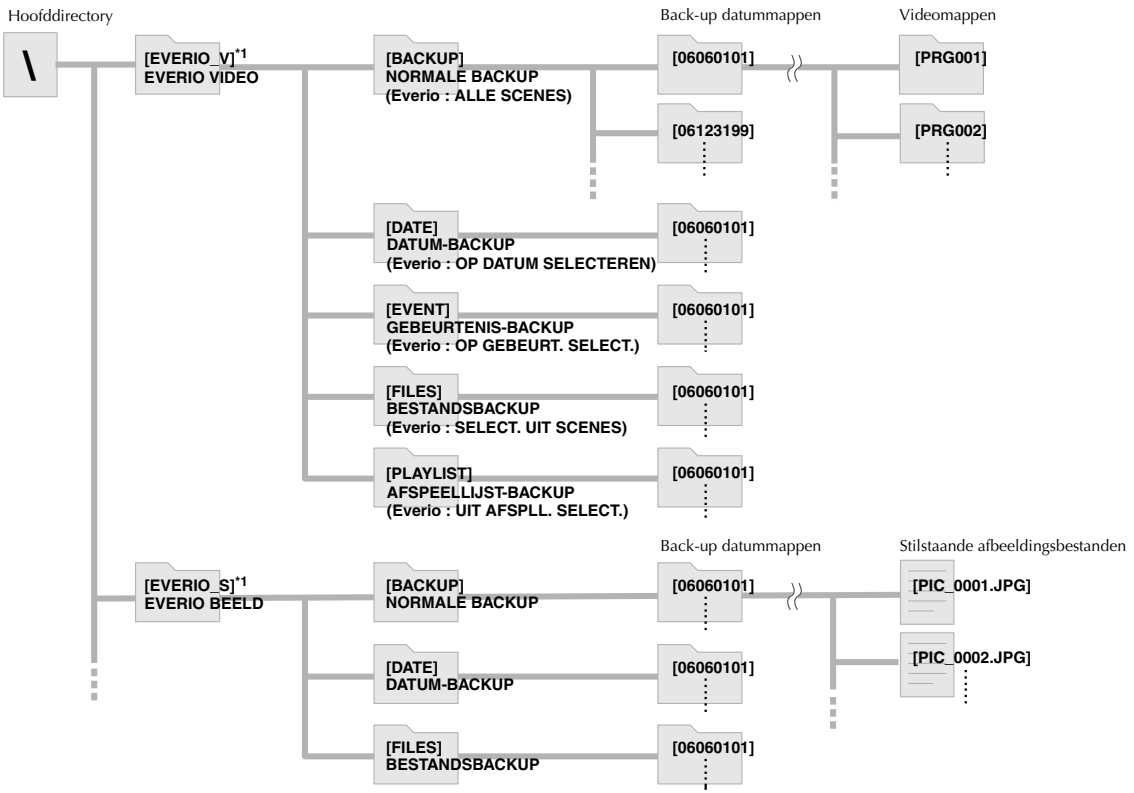 Hoofddirectory
Back-up datummappen
Videomappen
\
[EVERIO_V]*1
EVERIO VIDEO
[BACKUP]
NORMALE BACKUP
(Everio : ALLE SCENES)
[06060101]
[PRG001]
[06123199]
[PRG002]
[DATE]
DATUM-BACKUP
(Everio : OP DATUM SELECTEREN)
[06060101]
[EVENT]
GEBEURTENIS-BACKUP
(Everio : OP GEBEURT. SELECT.)
[06060101]
[FILES]
BESTANDSBACKUP
(Everio : SELECT. UIT SCENES)
[06060101]
[PLAYLIST]
AFSPEELLIJST-BACKUP
(Everio : UIT AFSPLL. SELECT.)
[06060101]
Back-up datummappen
Stilstaande afbeeldingsbestanden
[EVERIO_S]*1
EVERIO BEELD
[BACKUP]
NORMALE BACKUP
[06060101]
[PIC_0001.JPG]
[PIC_0002.JPG]
[DATE]
DATUM-BACKUP
[06060101]
[FILES]
BESTANDSBACKUP
[06060101]